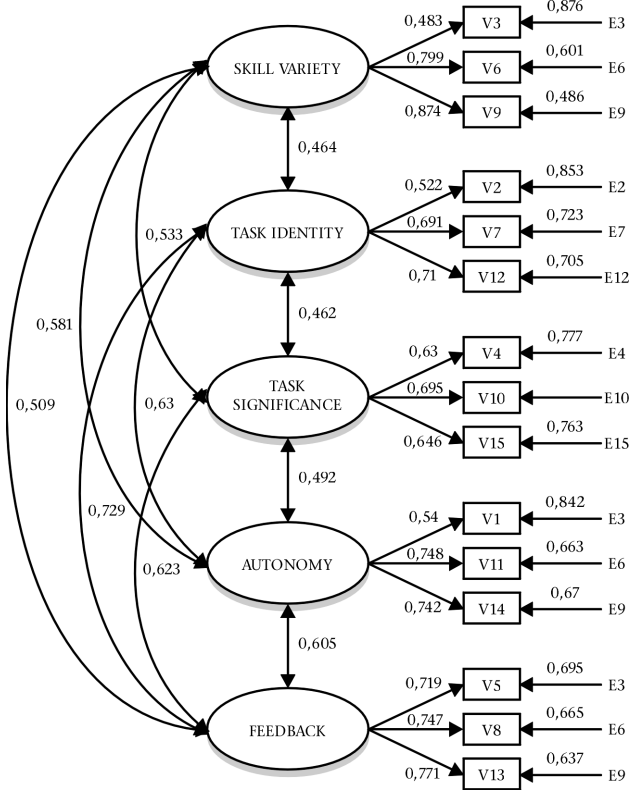 0,483 V3 0,876 E3
SKILL VARIETY 0,799 V6 0,601 E6
0,874 V9 0,486 E9
0,464
0,522 V2 0,853 E2
TASK IDENTITY 0,691 V7 0,723 E7
0,533
0,71 V12 0,705 E12
0,581
0,462
0,63 V4 0,777 E4
TASK
SIGNIFICANCE
0,695 V10 E10
0,509
0,63
0,646 V15 0,763 E15
0,492
0,729
0,54 V1 0,842 E3
AUTONOMY 0,748 V11 0,663 E6
0,623
0,742 V14 0,67 E9
0,605
0,719 V5 0,695 E3
FEEDBACK 0,747 V8 0,665 E6
0,771 V13 0,637 E9